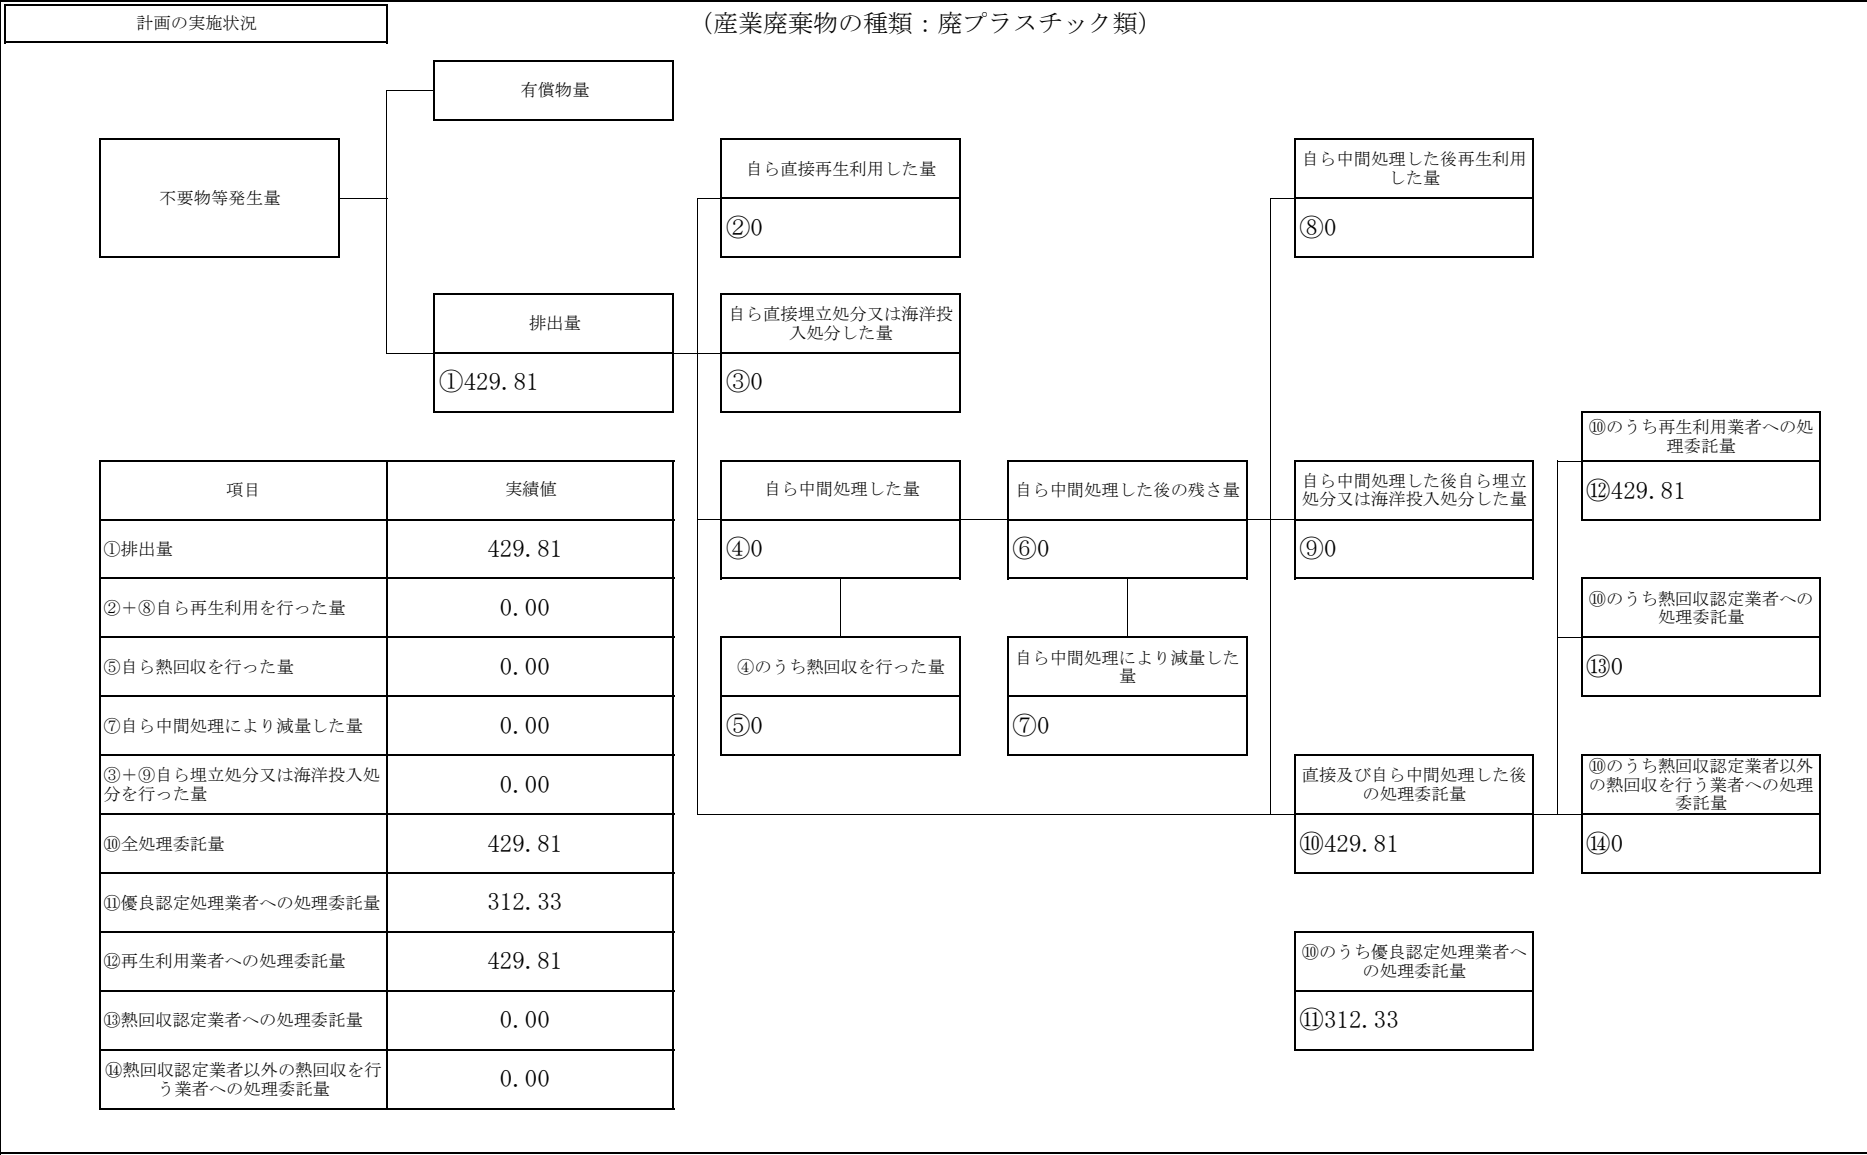 計画の実施状況
（産業廃棄物の種類：廃プラスチック類）
有償物量
不要物等発生量
自ら直接再生利用した量
②0
自ら中間処理した後再生利用
した量
⑧0
排出量
①429.81
自ら直接埋立処分又は海洋投
入処分した量
③0
⑩のうち再生利用業者への処
理委託量
⑫429.81
自ら中間処理した量
④0
自ら中間処理した後の残さ量
⑥0
自ら中間処理した後自ら埋立
処分又は海洋投入処分した量
⑨0
⑩のうち熱回収認定業者への
処理委託量
⑬0
④のうち熱回収を行った量
⑤0
自ら中間処理により減量した
量
⑦0
直接及び自ら中間処理した後
の処理委託量
⑩429.81
⑩のうち熱回収認定業者以外
の熱回収を行う業者への処理
委託量
⑭0
⑩のうち優良認定処理業者へ
の処理委託量
⑪312.33
項目 実績値
①排出量 429.81
②＋⑧自ら再生利用を行った量 0.00
⑤自ら熱回収を行った量 0.00
⑦自ら中間処理により減量した量 0.00
③＋⑨自ら埋立処分又は海洋投入処
分を行った量 0.00
⑩全処理委託量 429.81
⑪優良認定処理業者への処理委託量 312.33
⑫再生利用業者への処理委託量 429.81
⑬熱回収認定業者への処理委託量 0.00
⑭熱回収認定業者以外の熱回収を行
う業者への処理委託量 0.00